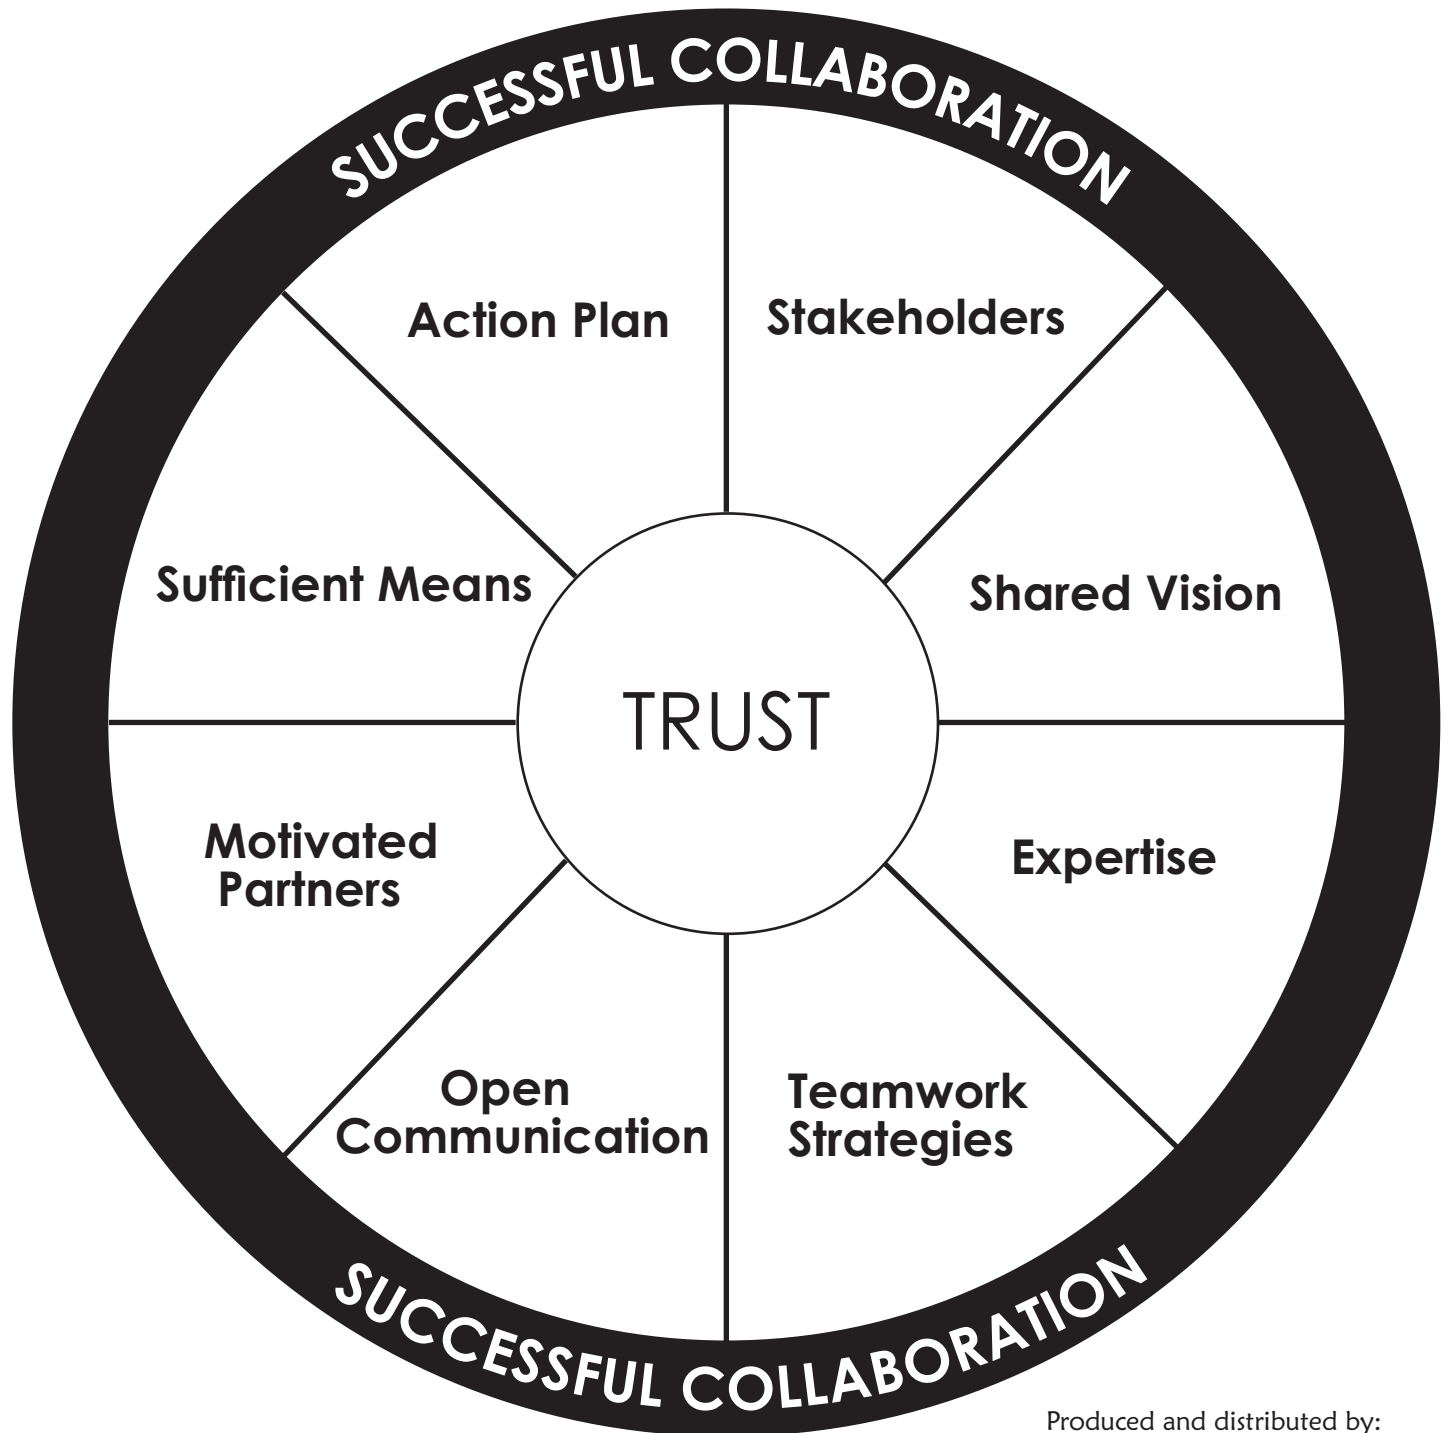 SUCCESSFUL COLLABORATION
Action Plan
Stakeholders
Sufficient Means
Shared Vision
TRUST
Motivated
Partners
Expertise
Open
Communication
Teamwork
Strategies
SUCCESSFUL COLLABORATION
Produced and distributed by: